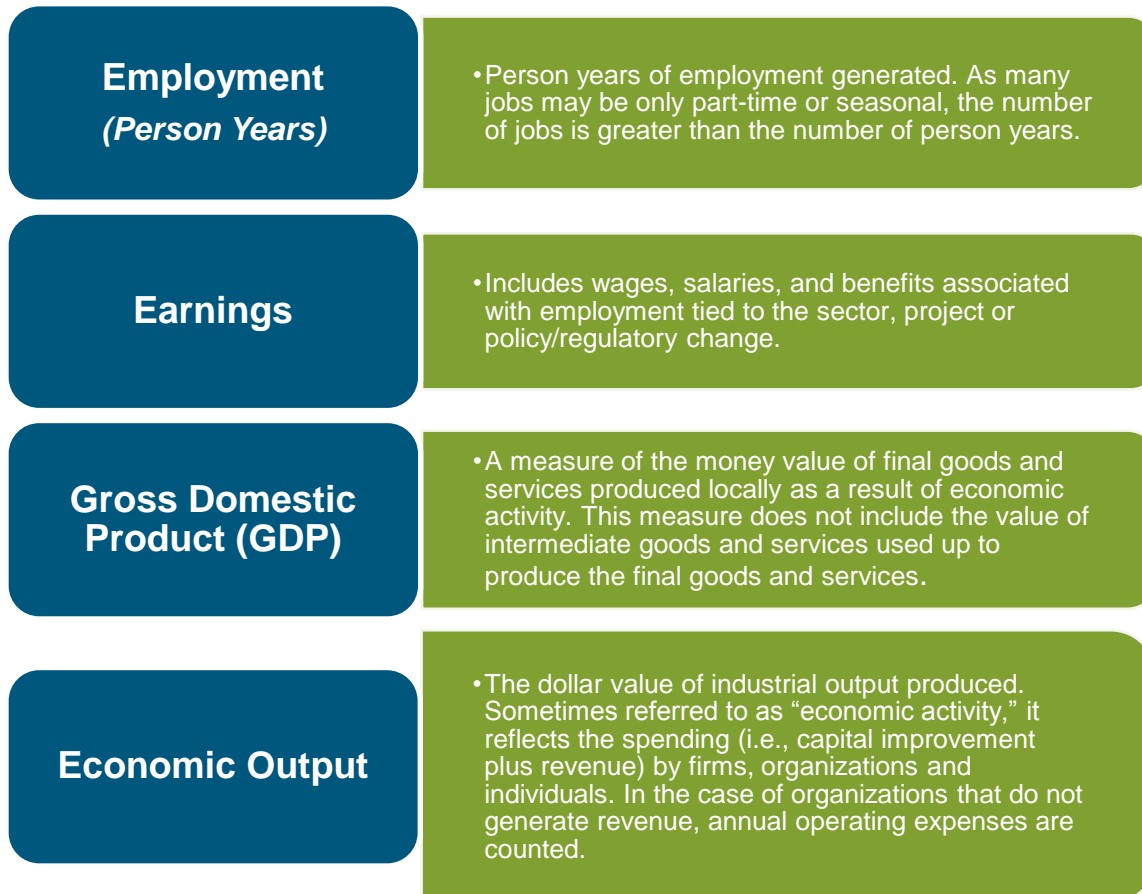 Employment
(Person Years)
•Person years of employment generated. As many
jobs may be only part-time or seasonal, the number
of jobs is greater than the number of person years.
Earnings
•Includes wages, salaries, and benefits associated
with employment tied to the sector, project or
policy/regulatory change.
Gross Domestic
Product (GDP)
•A measure of the money value of final goods and
services produced locally as a result of economic
activity. This measure does not include the value of
intermediate goods and services used up to
produce the final goods and services.
Economic Output
•The dollar value of industrial output produced.
Sometimes referred to as “economic activity,” it
reflects the spending (i.e., capital improvement
plus revenue) by firms, organizations and
individuals. In the case of organizations that do not
generate revenue, annual operating expenses are
counted.